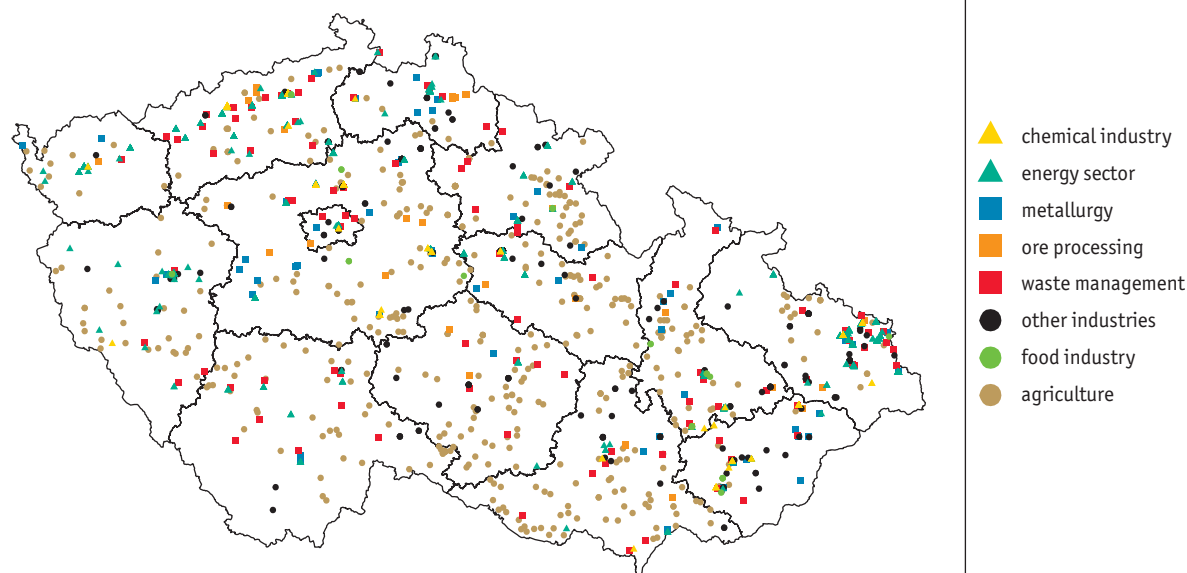 chemical industry
energy sector
metallurgy
ore processing
waste management
other industries
food industry
agriculture